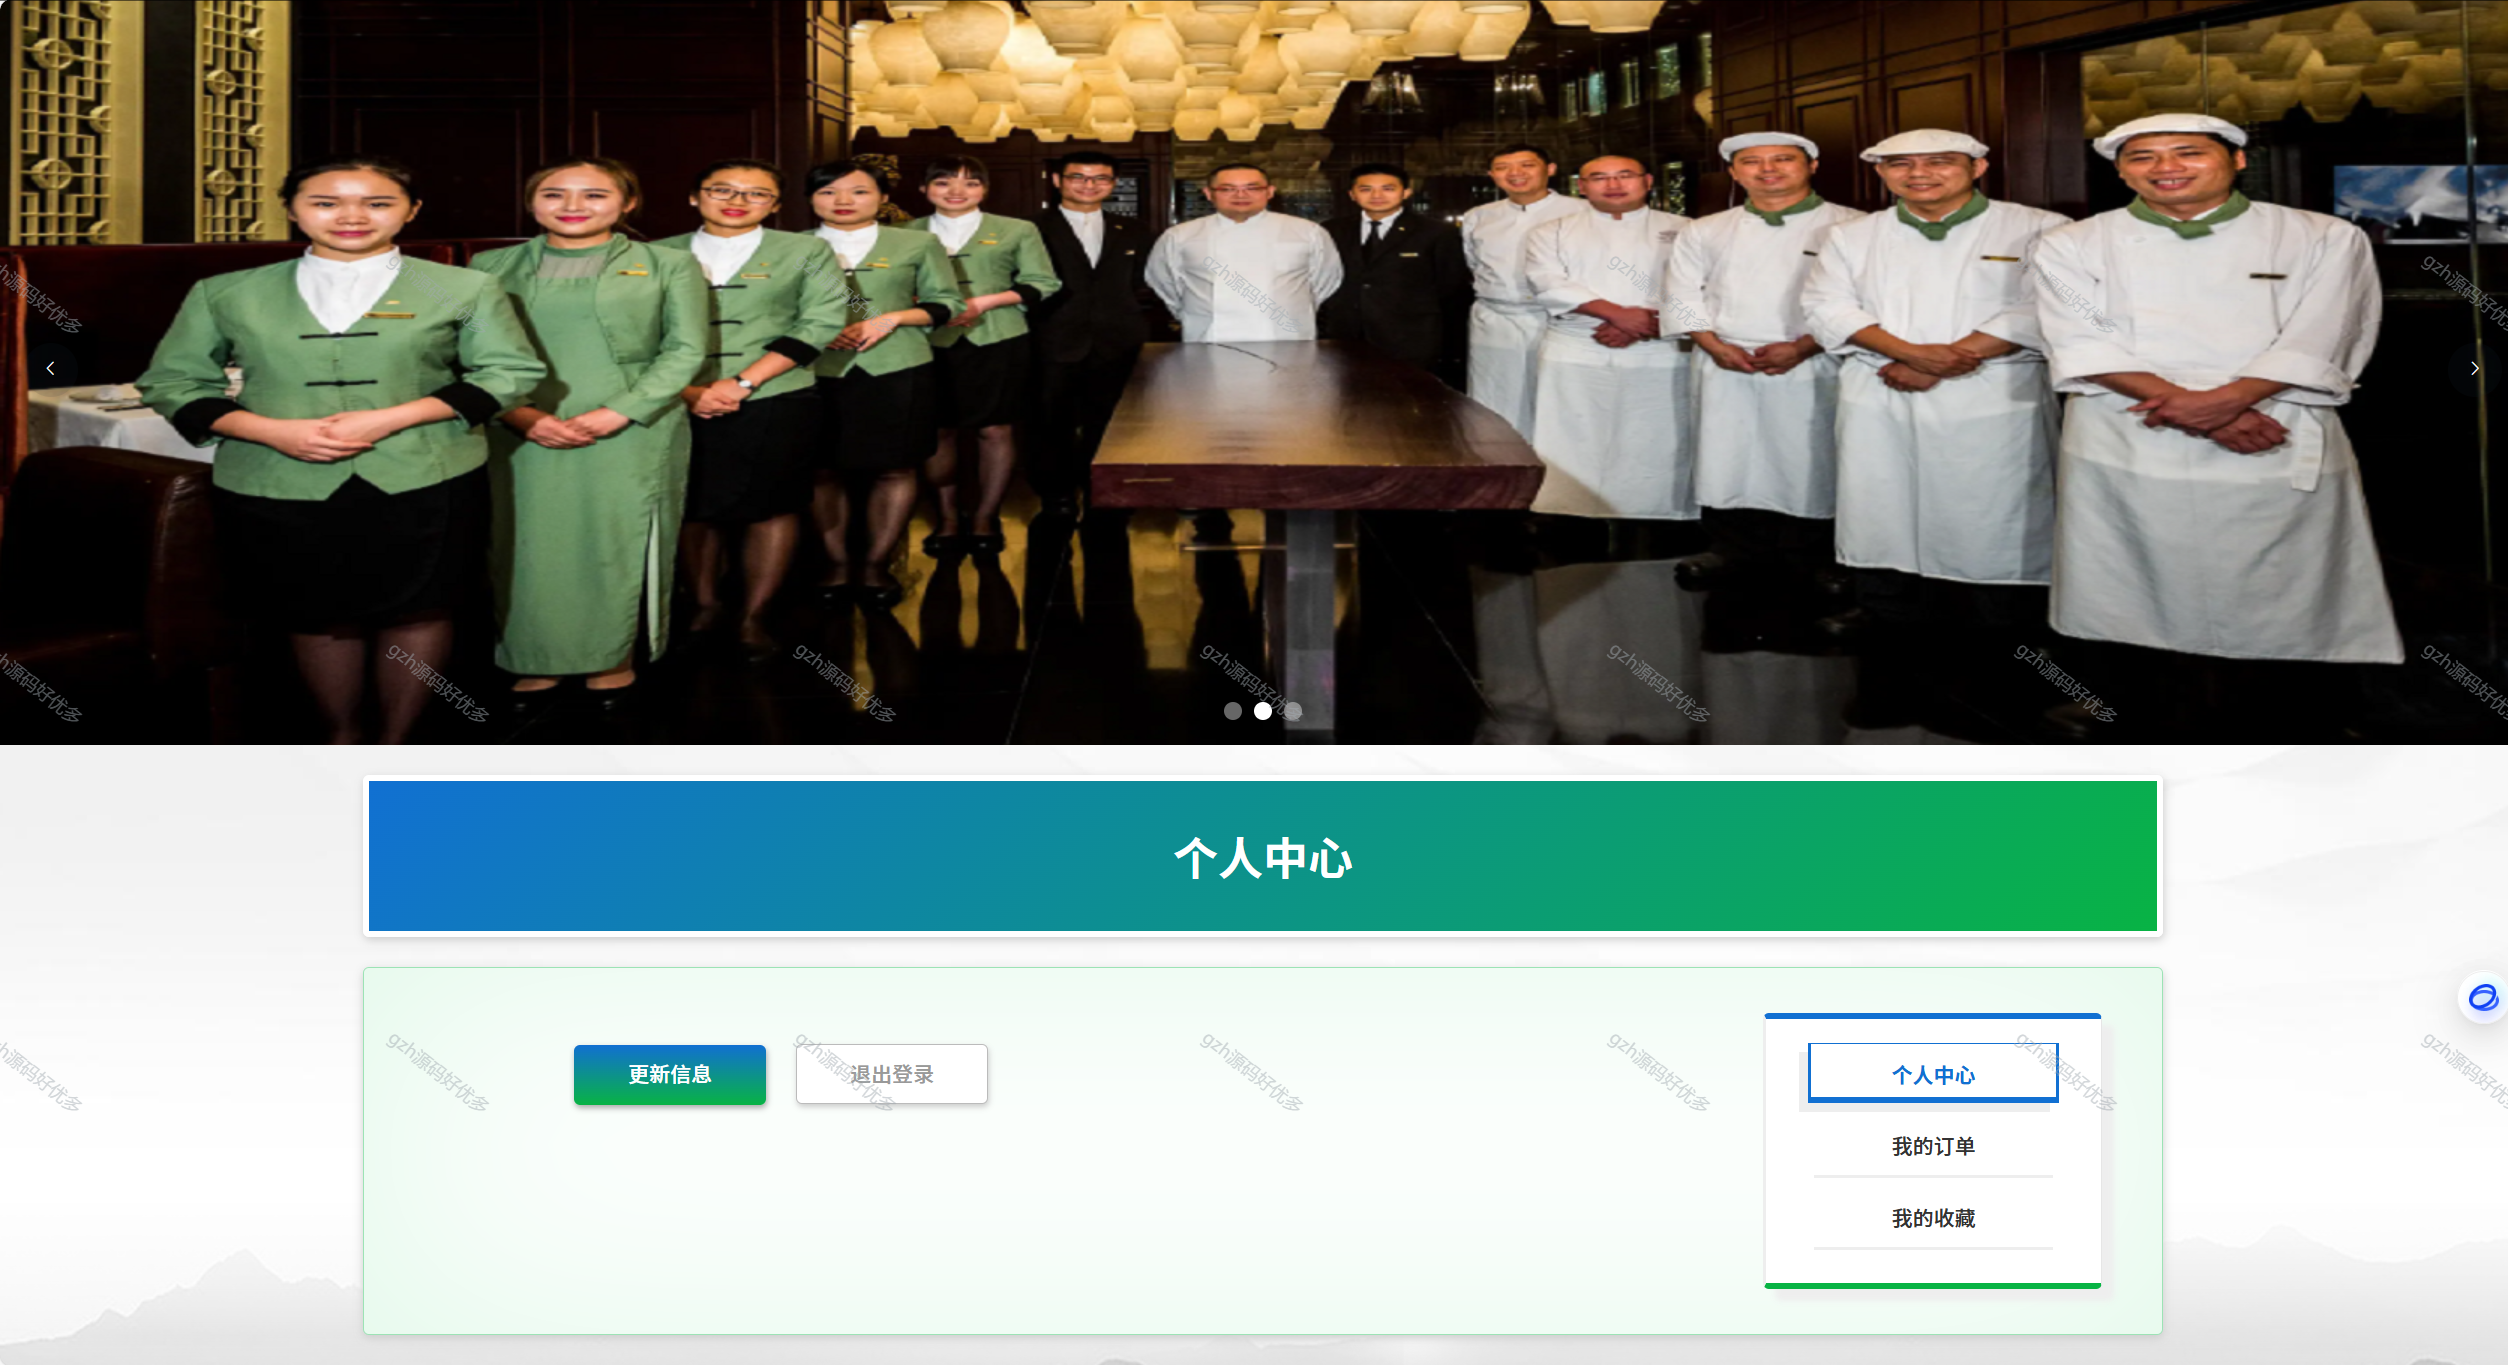 gzh源码好优多
个人中心
更新信息
退出登录
个人中心
我的订单
我的收藏